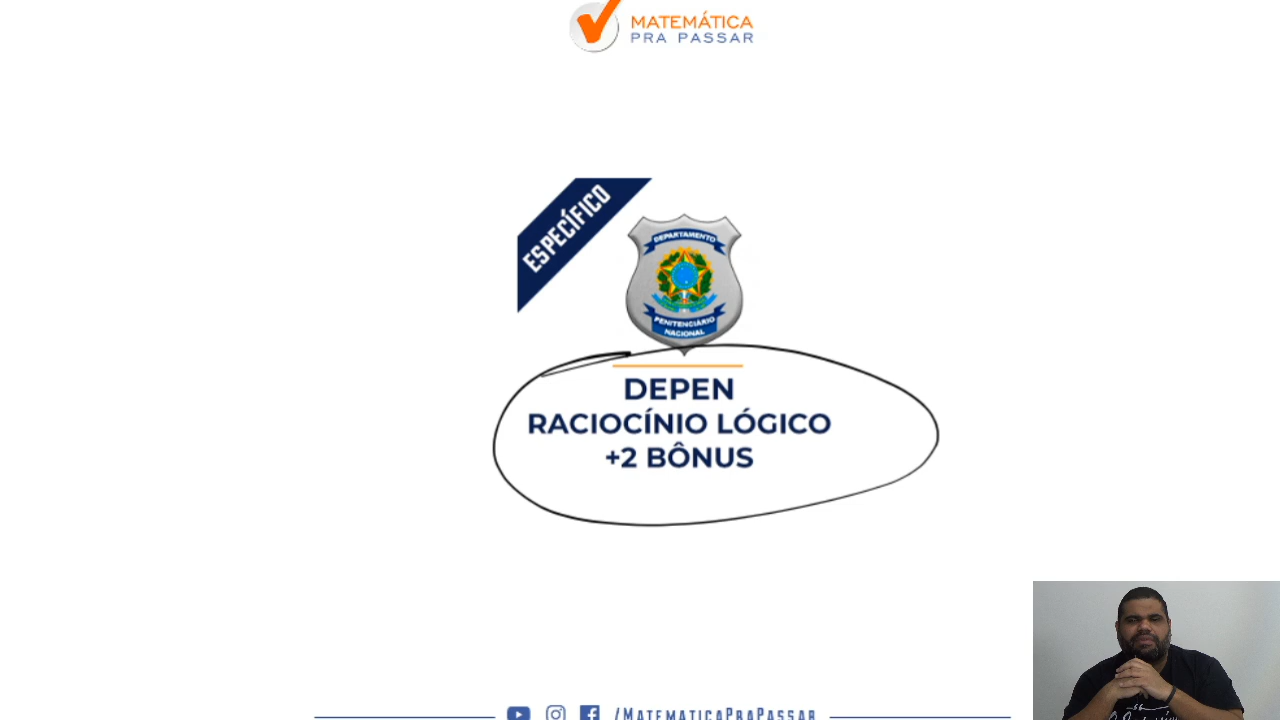 MATEMÁTICA
PRA PASSAR
ESPECÍFICO
DEPARTAMENTO
PENITENCIÁRIO
NACIONAL
DEPEN
RACIOCÍNIO LÓGICO
+2 BÔNUS
/MATEMATICAPRAPASSAR